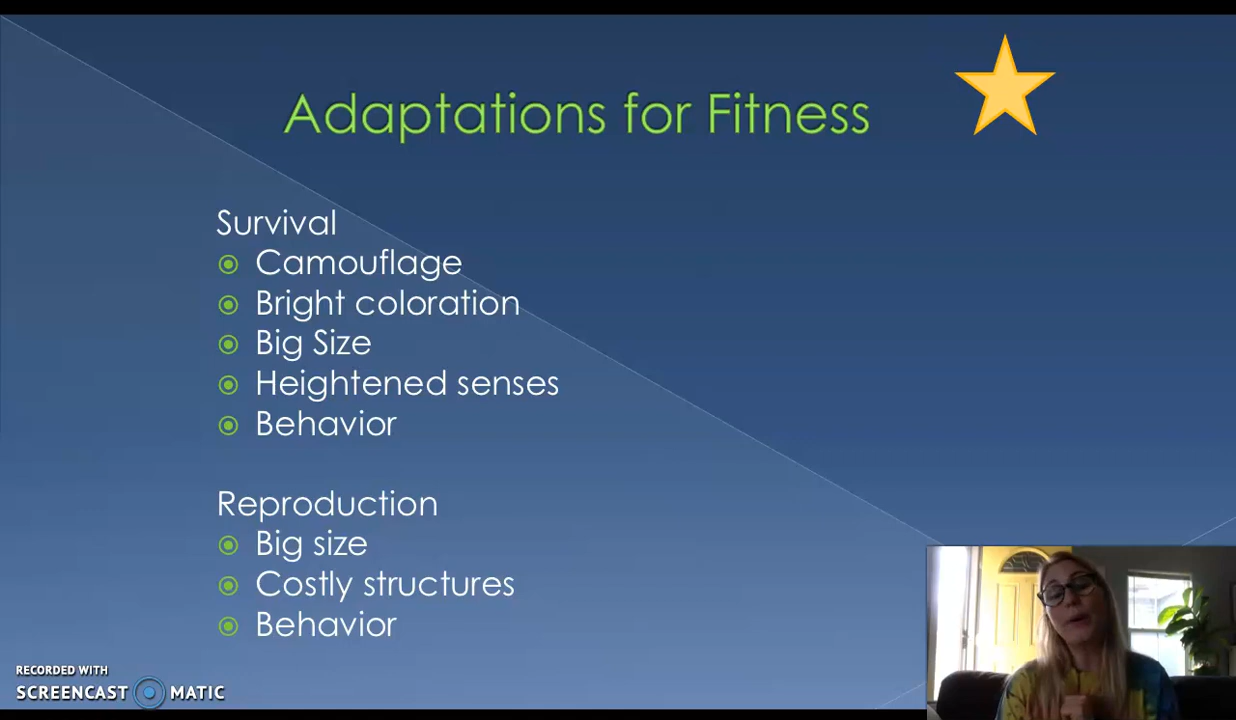 Adaptations for Fitness
Survival
Camouflage
Bright coloration
Big Size
Heightened senses
Behavior
Reproduction
Big size
Costly structures
Behavior
RECORDED WITH
SCREENCAST MATIC